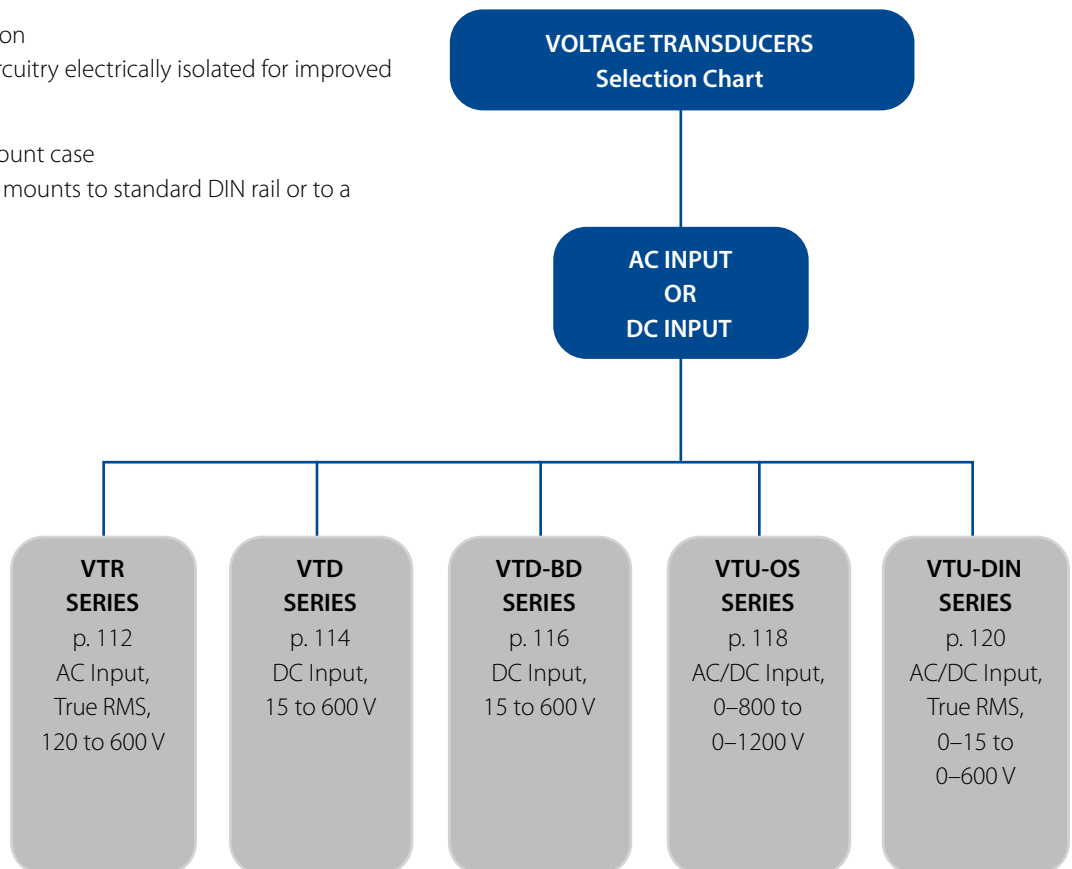 on
cuitry electrically isolated for improved
ount case
mounts to standard DIN rail or to a
VOLTAGE TRANSDUCERS
Selection Chart
AC INPUT
OR
DC INPUT
VTR
SERIES
p. 112
AC Input,
True RMS,
120 to 600 V
VTD
SERIES
p. 114
DC Input,
15 to 600 V
VTD-BD
SERIES
p. 116
DC Input,
15 to 600 V
VTU-OS
SERIES
p. 118
AC/DC Input,
0–800 to
0–1200 V
VTU-DIN
SERIES
p. 120
AC/DC Input,
True RMS,
0–15 to
0–600 V